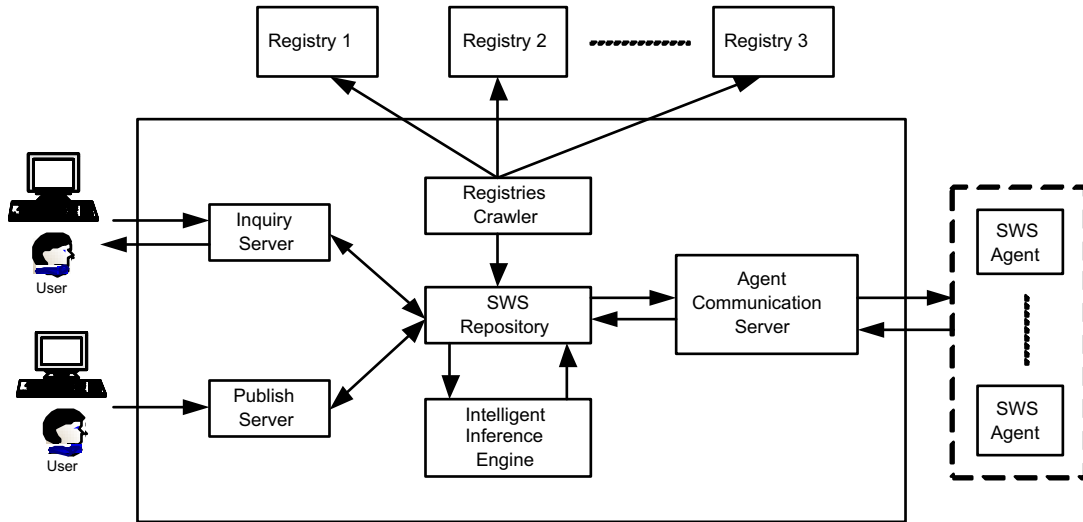 Registry 1
Registry 2
Registry 3
Registries
Crawler
Inquiry
Server
User
SWS
Repository
Agent
Communication
Server
SWS
Agent
Publish
Server
User
Intelligent
Inference
Engine
SWS
Agent